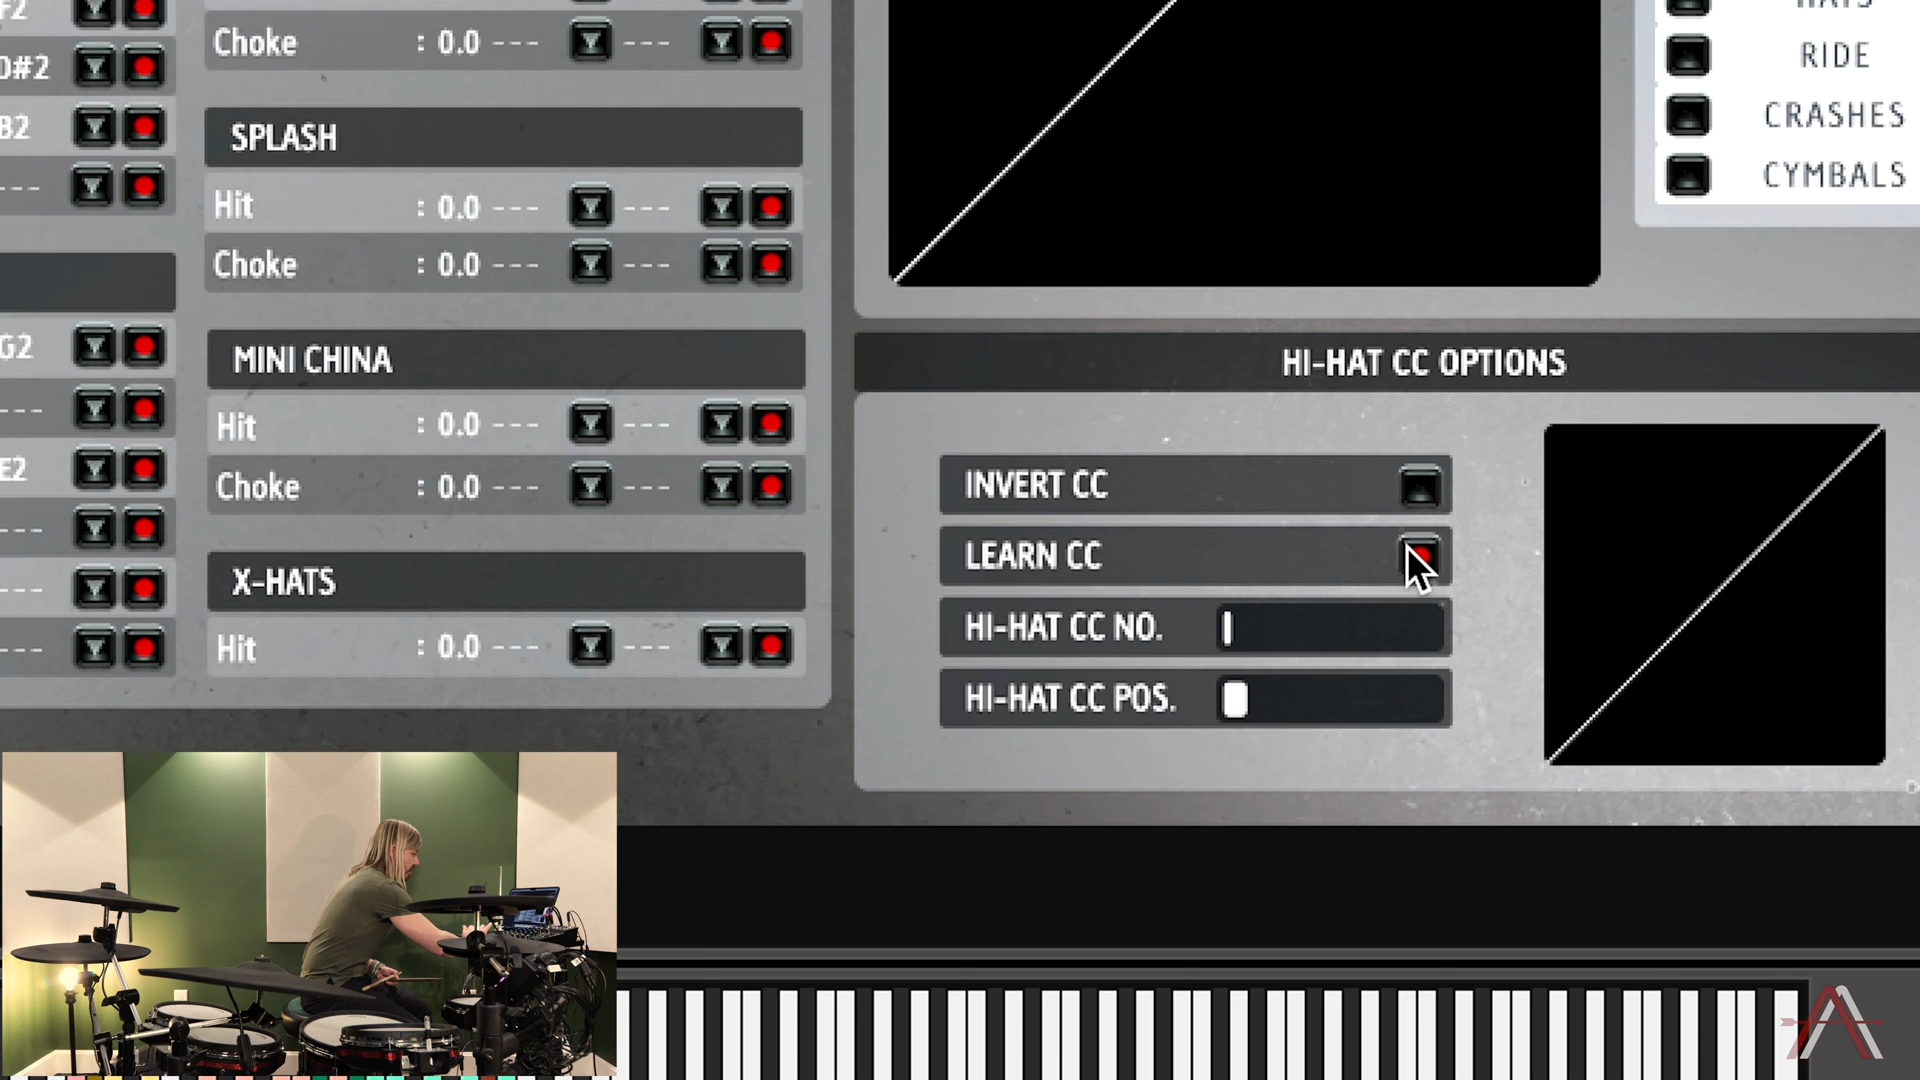 F2
D#2
B2
---
G2
---
E2
---
---
---
Choke : 0.0 --- ---
SPLASH
Hit : 0.0 --- ---
Choke : 0.0 --- ---
MINI CHINA
Hit : 0.0 --- ---
Choke : 0.0 --- ---
X-HATS
Hit : 0.0 --- ---
HATS
RIDE
CRASHES
CYMBALS
HI-HAT CC OPTIONS
INVERT CC
LEARN CC
HI-HAT CC NO.
HI-HAT CC POS.